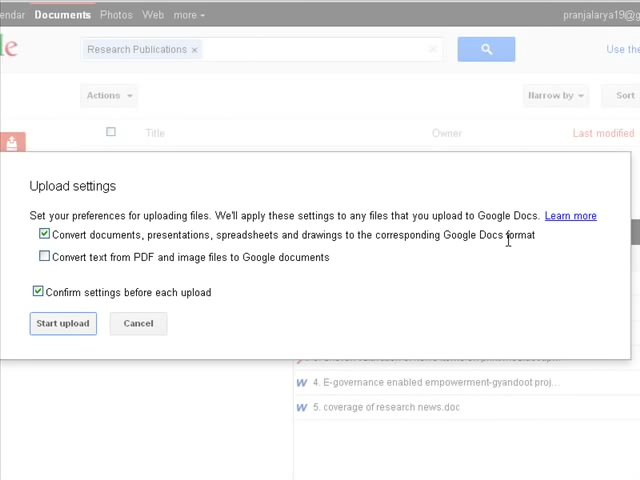 endar Documents Photos Web more pranjalarya19@g
le Research Publications × Use the
Actions Narrow by Sort
Title Owner Last modified
Upload settings
Set your preferences for uploading files. We'll apply these settings to any files that you upload to Google Docs. Learn more
Convert documents, presentations, spreadsheets and drawings to the corresponding Google Docs format
Convert text from PDF and image files to Google documents
Confirm settings before each upload
Start upload Cancel
W 4. E-governance enabled empowerment-gyandoot proj...
W 5. coverage of research news.doc